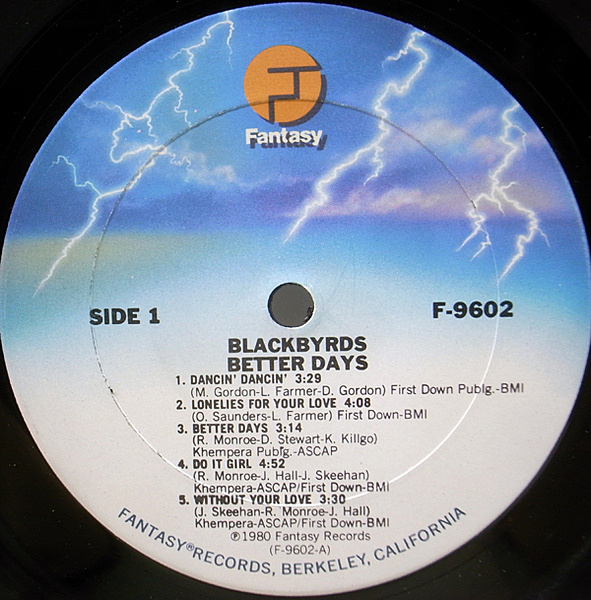 Fantasy
SIDE 1
F-9602
BLACKBYRDS
BETTER DAYS
1. DANCIN' DANCIN' 3:29
(M. Gordon-L. Farmer-D. Gordon) First Down Publg.-BMI
2. LONELIES FOR YOUR LOVE 4:08
(O. Saunders-L. Farmer) First Down-BMI
3. BETTER DAYS 3:14
(R. Monroe-D. Stewart-K. Killgo)
Khempera Publg.-ASCAP
4. DO IT GIRL 4:52
(R. Monroe-J. Hall-J. Skeehan)
Khempera-ASCAP/First Down-BMI
5. WITHOUT YOUR LOVE 3:30
(J. Skeehan-R. Monroe-J. Hall)
Khempera-ASCAP/First Down-BMI
℗1980 Fantasy Records
(F-9602-A)
FANTASY® RECORDS, BERKELEY, CALIFORNIA